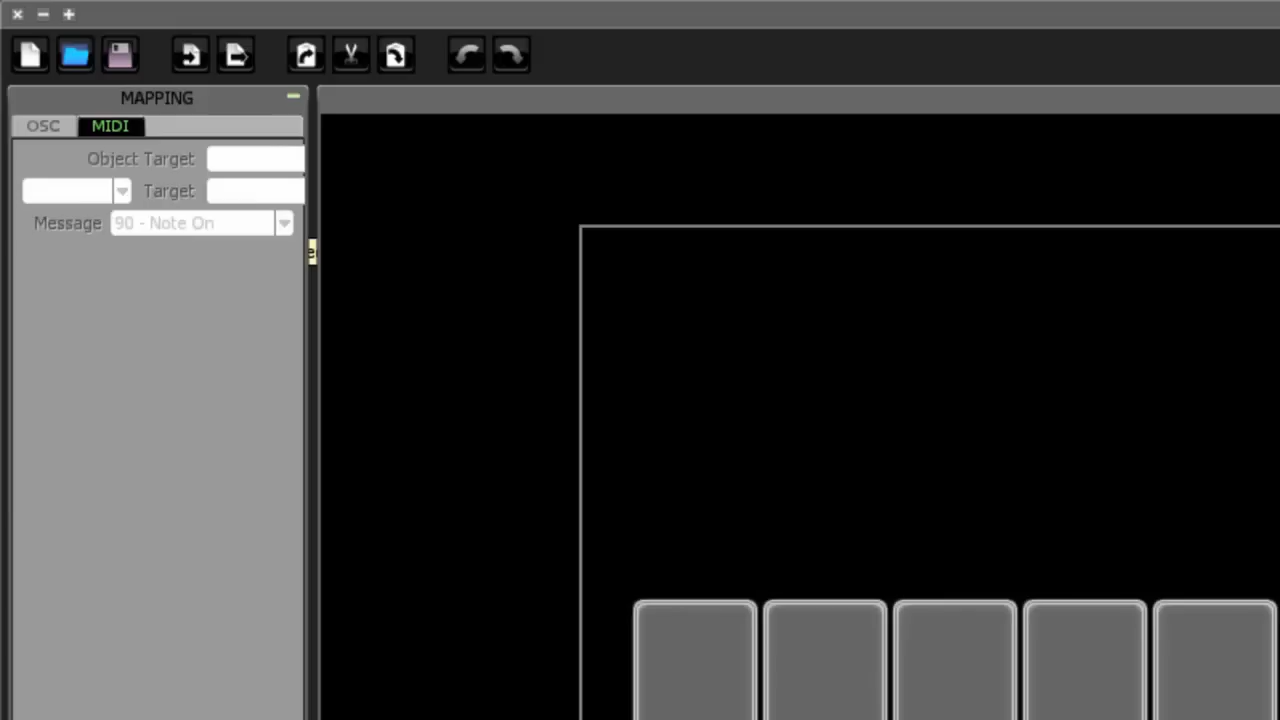 MAPPING
OSC MIDI
Object Target
Target
Message 90 - Note On